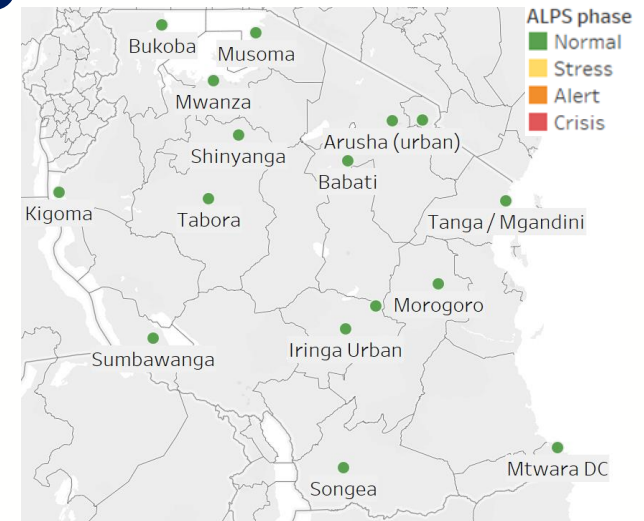 ALPS phase
Normal
Stress
Alert
Crisis
Bukoba
Musoma
Mwanza
Shinyanga
Arusha (urban)
Babati
Kigoma
Tabora
Tanga / Mgandini
Morogoro
Iringa Urban
Sumbawanga
Mtwara DC
Songea